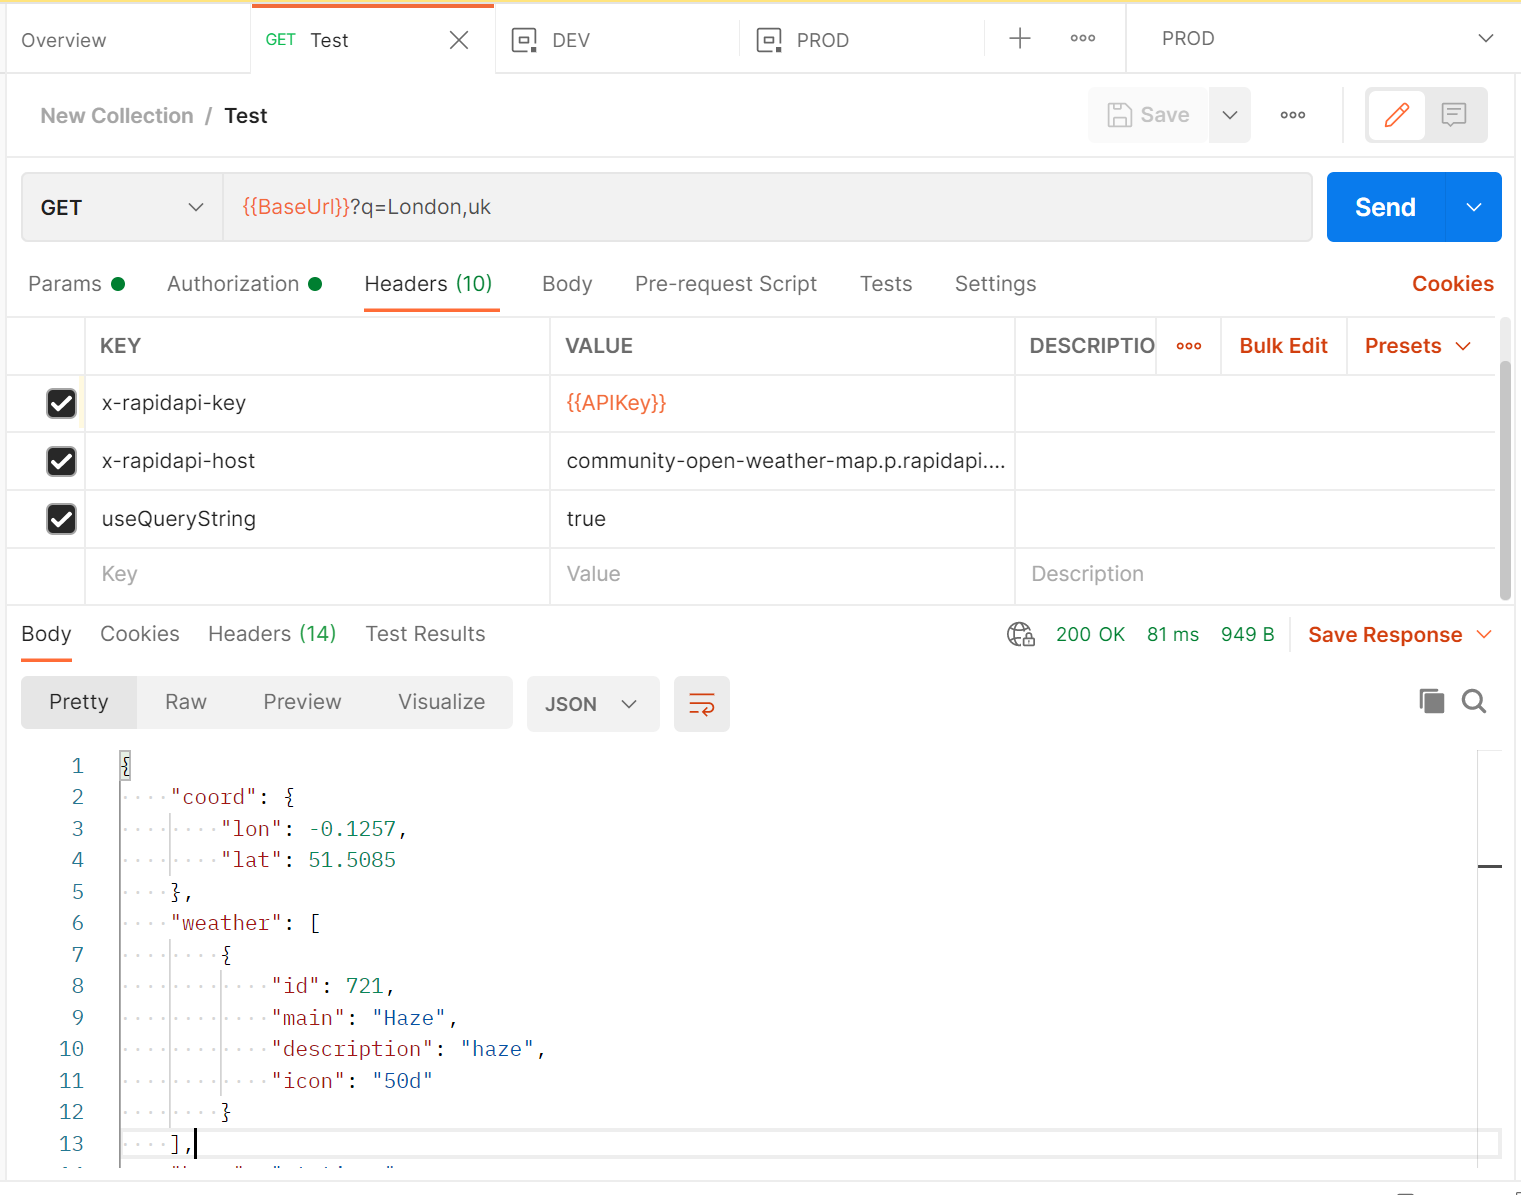 Overview GET Test DEV PROD PROD
New Collection / Test Save
GET {{BaseUrl}}?q=London,uk Send
Params Authorization Headers (10) Body Pre-request Script Tests Settings Cookies
KEY VALUE DESCRIPTIO Bulk Edit Presets
x-rapidapi-key {{APIKey}}
x-rapidapi-host community-open-weather-map.p.rapidapi....
useQueryString true
Key Value Description
Body Cookies Headers (14) Test Results 200 OK 81 ms 949 B Save Response
Pretty Raw Preview Visualize JSON
1 {
2 "coord": {
3 "lon": -0.1257,
4 "lat": 51.5085
5 },
6 "weather": [
7 {
8 "id": 721,
9 "main": "Haze",
10 "description": "haze",
11 "icon": "50d"
12 }
13 ],